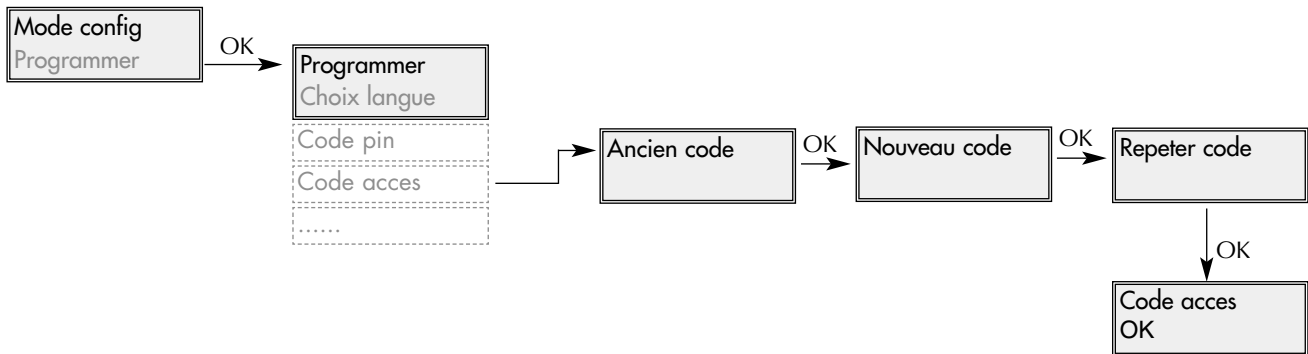 Mode config
Programmer
OK
Programmer
Choix langue
Code pin
Code acces
......
Ancien code
OK
Nouveau code
OK
Repeter code
OK
Code acces
OK